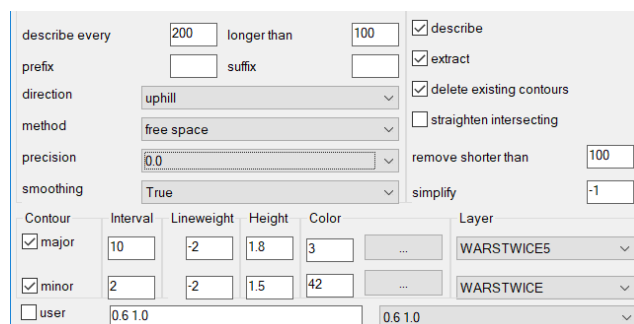 describe every 200 longer than 100 describe
prefix suffix extract
direction uphill delete existing contours
method free space straighten intersecting
precision 0.0 remove shorter than 100
smoothing True simplify -1
Contour Interval Lineweight Height Color Layer
major 10 -2 1.8 3 ... WARSTWICE5
minor 2 -2 1.5 42 ... WARSTWICE
user 0.6 1.0 0.6 1.0